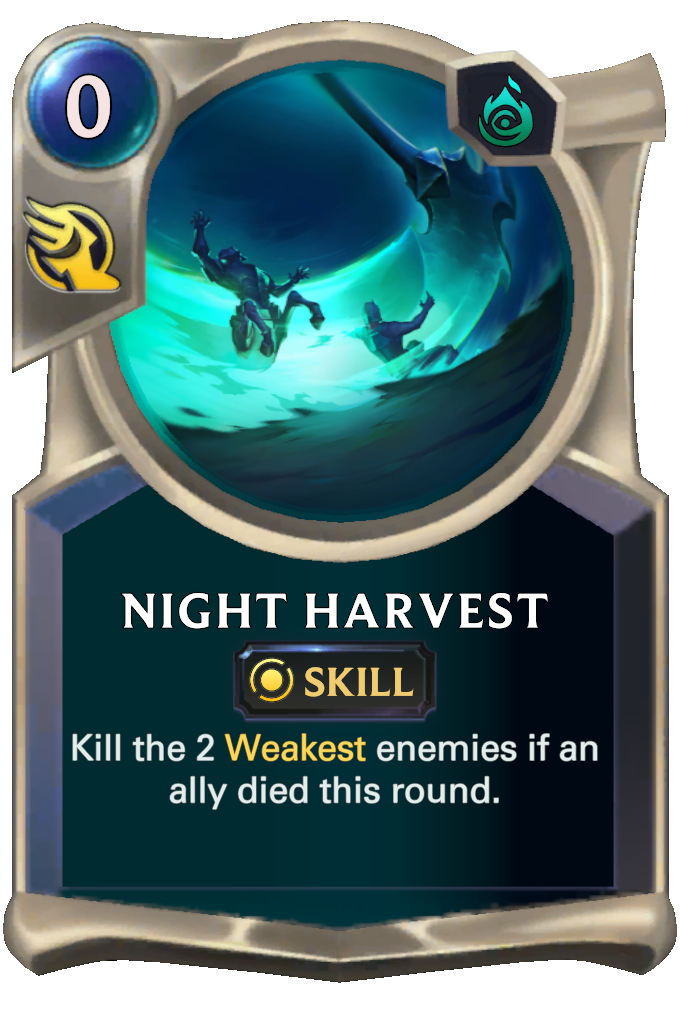 0
NIGHT HARVEST
SKILL
Kill the 2 Weakest enemies if an
ally died this round.